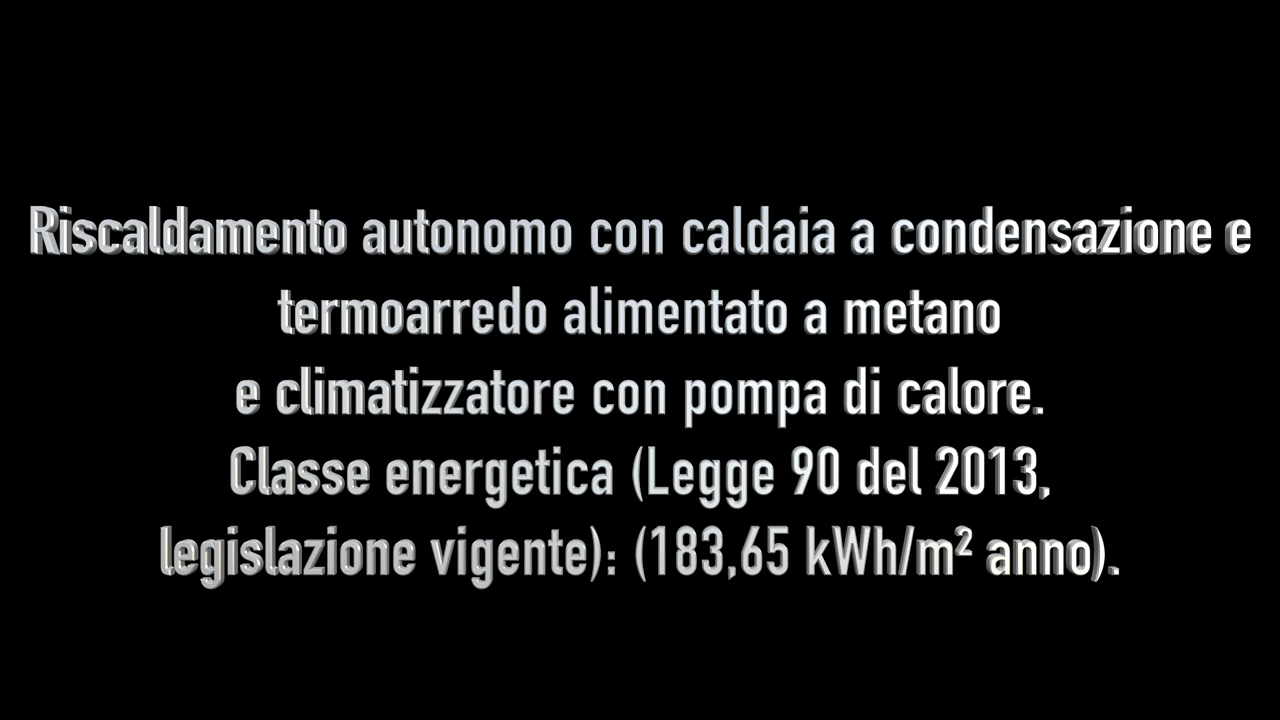 Riscaldamento autonomo con caldaia a condensazione e
termoarredo alimentato a metano
e climatizzatore con pompa di calore.
Classe energetica (Legge 90 del 2013,
legislazione vigente): (183,65 kWh/m² anno).